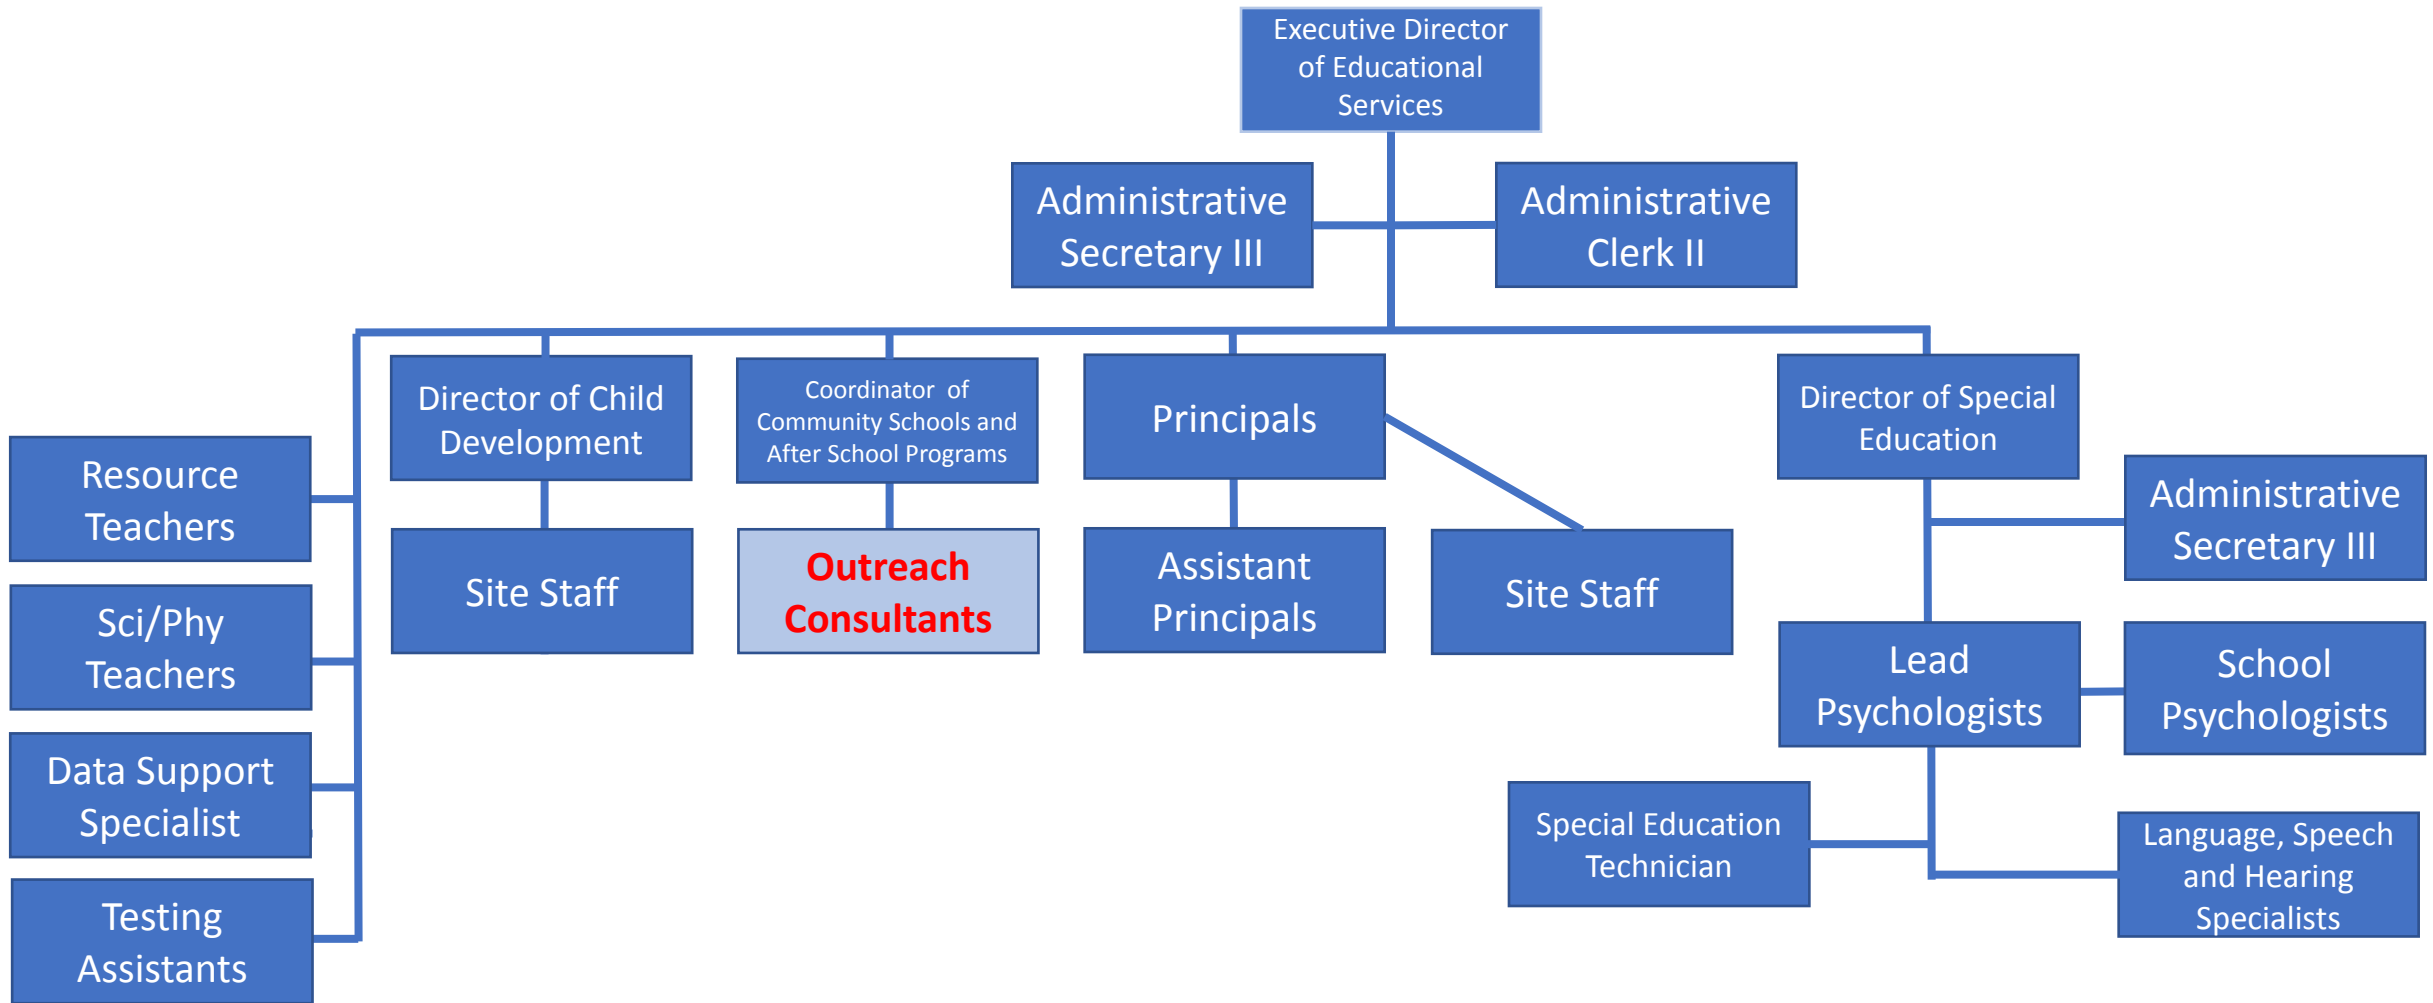 Executive Director
of Educational
Services
Administrative
Secretary III
Administrative
Clerk II
Director of Child
Development
Coordinator of
Community Schools and
After School Programs
Principals
Director of Special
Education
Resource
Teachers
Administrative
Secretary III
Site Staff
Outreach
Consultants
Assistant
Principals
Site Staff
Sci/Phy
Teachers
Lead
Psychologists
School
Psychologists
Data Support
Specialist
Special Education
Technician
Language, Speech
and Hearing
Specialists
Testing
Assistants